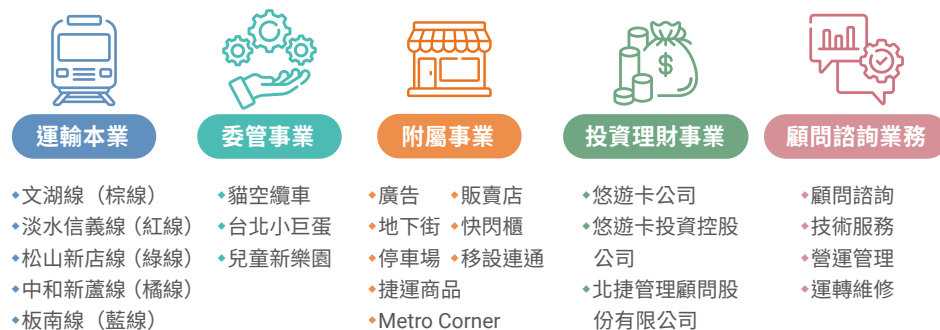 運輸本業
◆文湖線（棕線）
◆淡水信義線（紅線）
◆松山新店線（綠線）
◆中和新蘆線（橘線）
◆板南線（藍線）
委管事業
◆貓空纜車
◆台北小巨蛋
◆兒童新樂園
附屬事業
◆廣告 ◆販賣店
◆地下街 ◆快閃櫃
◆停車場 ◆移設連通
◆捷運商品
◆Metro Corner
$
投資理財事業
◆悠遊卡公司
◆悠遊卡投資控股
公司
◆北捷管理顧問股
份有限公司
顧問諮詢業務
◆顧問諮詢
◆技術服務
◆營運管理
◆運轉維修